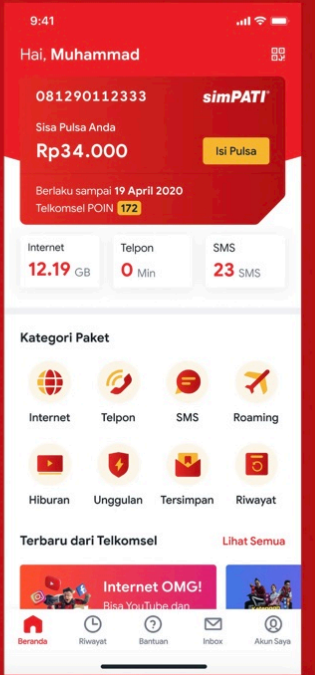 9:41
Hai, Muhammad
081290112333 simPATI
Sisa Pulsa Anda
Rp34.000 Isi Pulsa
Berlaku sampai 19 April 2020
Telkomsel POIN 172
Internet Telpon SMS
12.19 GB 0 Min 23 SMS
Kategori Paket
Internet Telpon SMS Roaming
Hiburan Unggulan Tersimpan Riwayat
Terbaru dari Telkomsel Lihat Semua
Internet OMG!
Bisa YouTube dan
Beranda Riwayat Bantuan Inbox Akun Saya